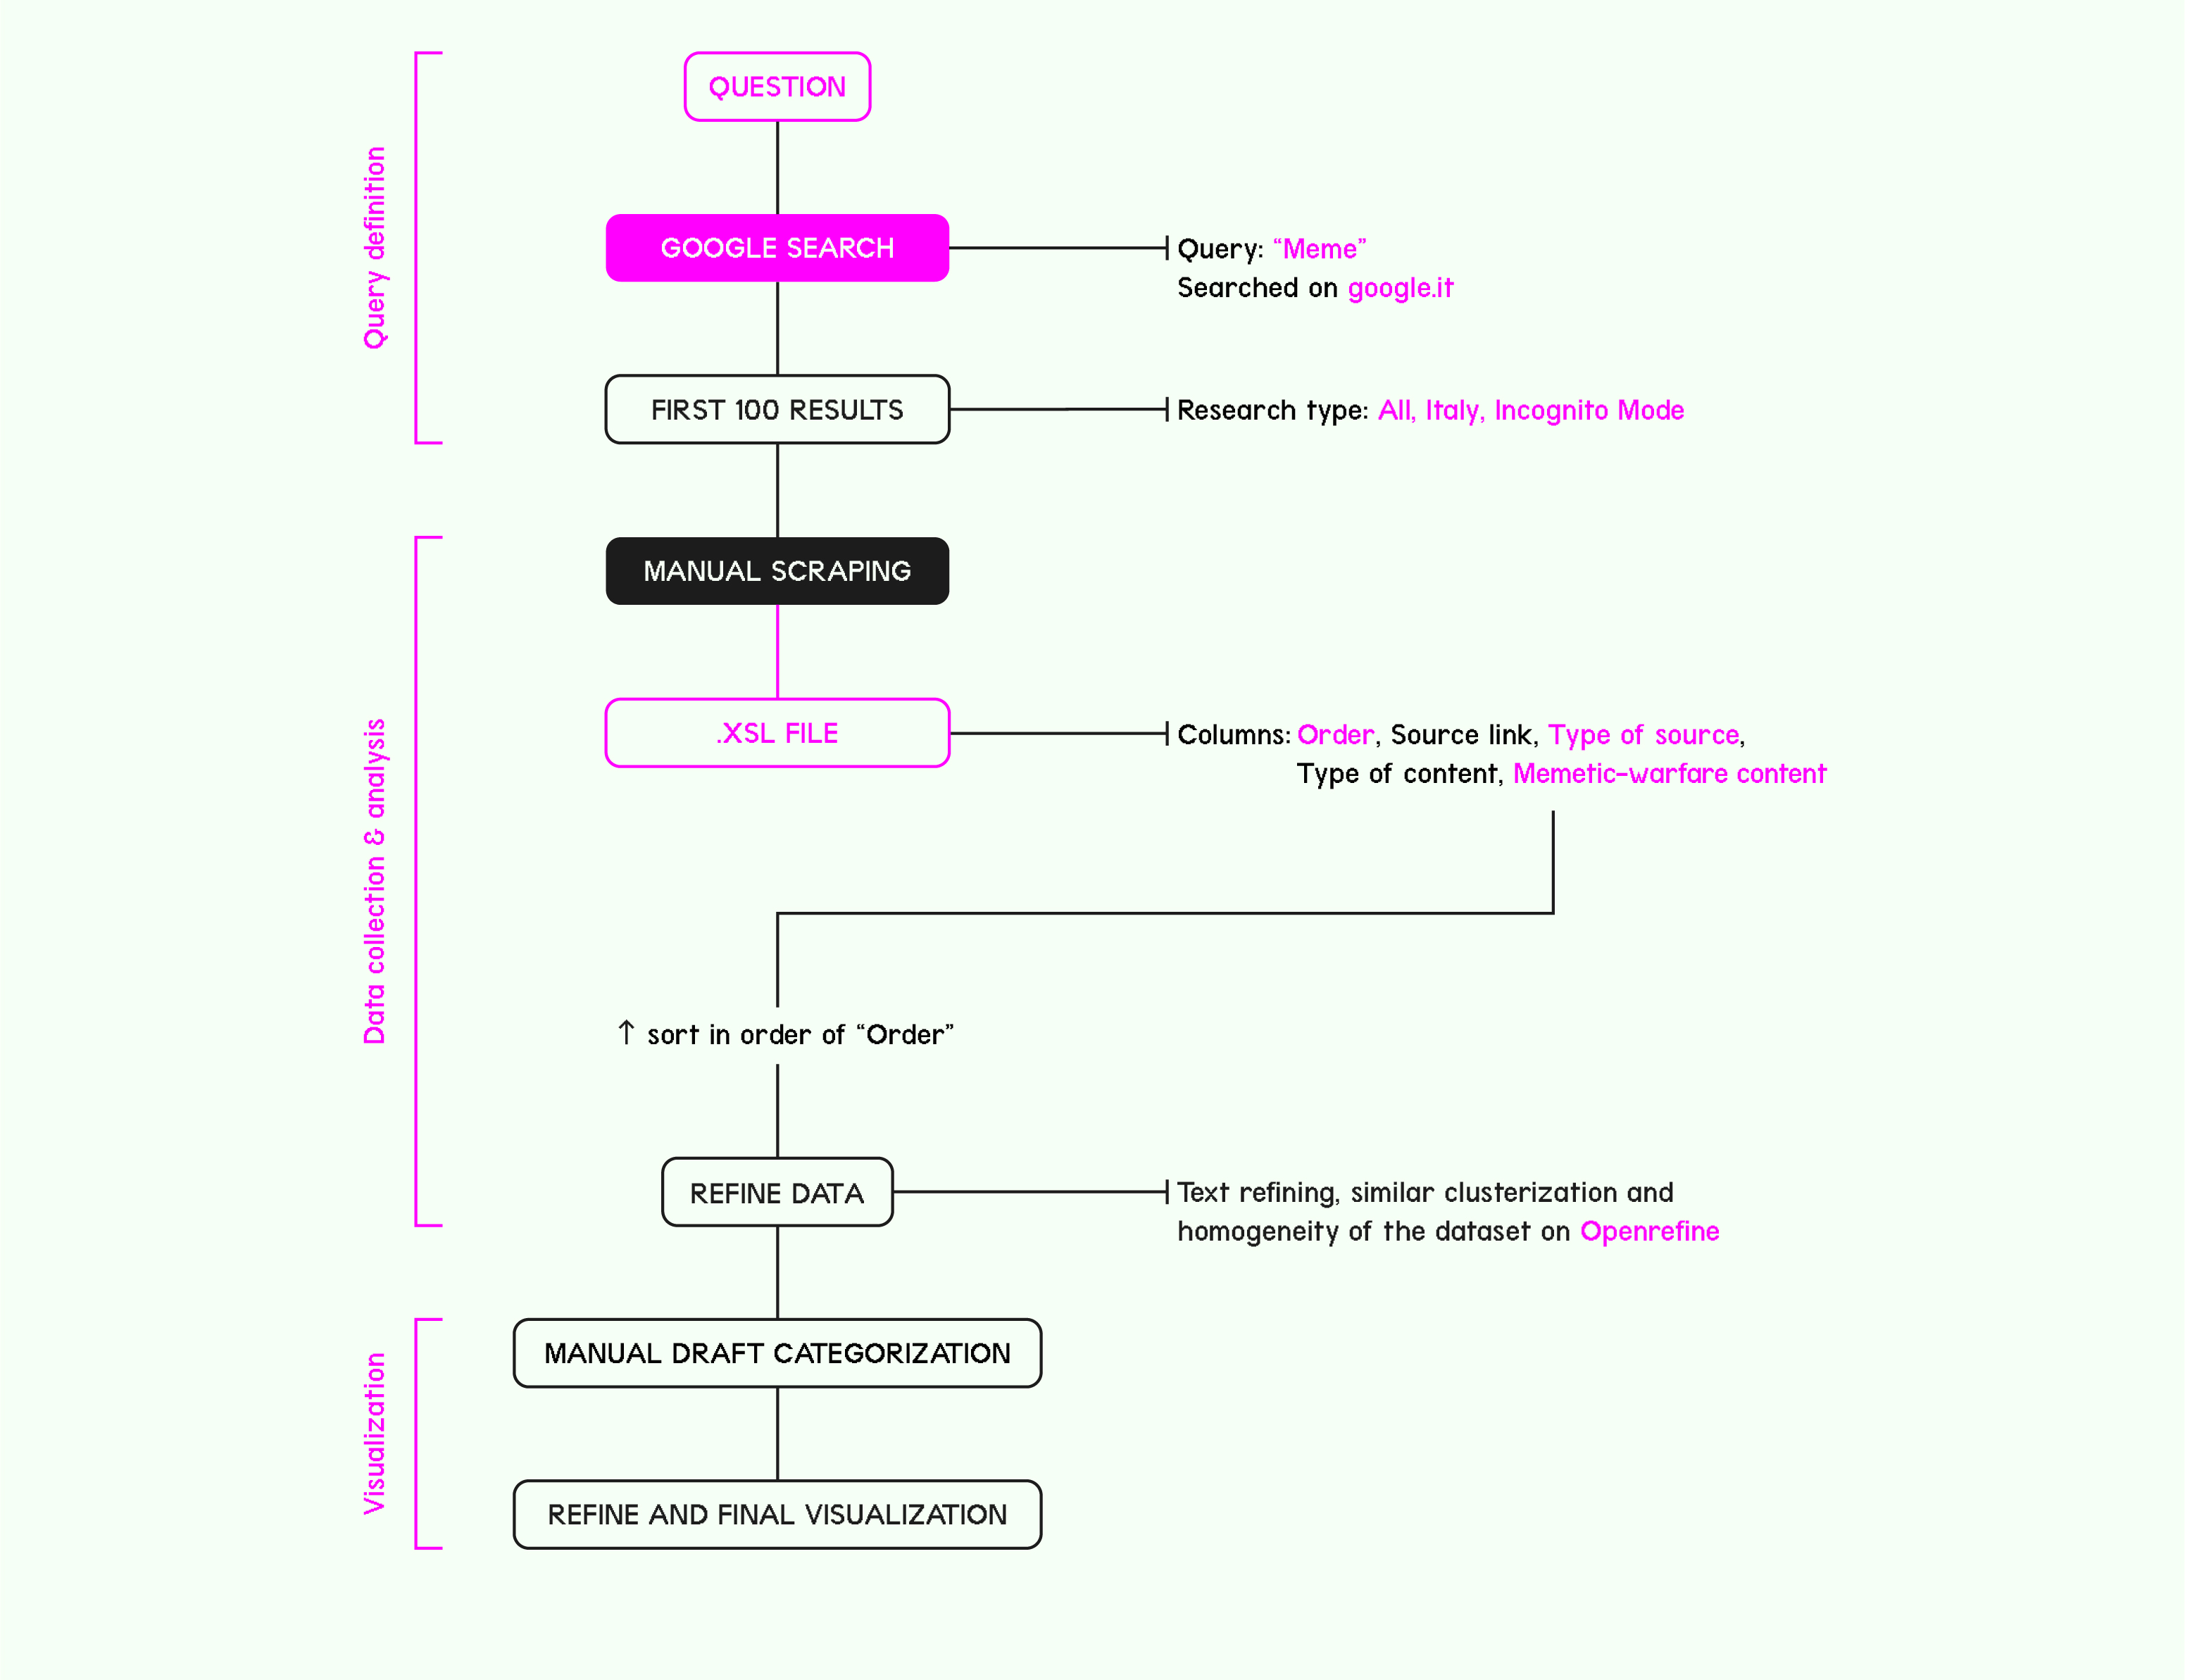 Query definition
QUESTION
GOOGLE SEARCH
Query: “Meme”
Searched on google.it
FIRST 100 RESULTS
Research type: All, Italy, Incognito Mode
Data collection & analysis
MANUAL SCRAPING
.XSL FILE
Columns: Order, Source link, Type of source,
Type of content, Memetic-warfare content
↑ sort in order of “Order”
REFINE DATA
Text refining, similar clusterization and
homogeneity of the dataset on Openrefine
Visualization
MANUAL DRAFT CATEGORIZATION
REFINE AND FINAL VISUALIZATION